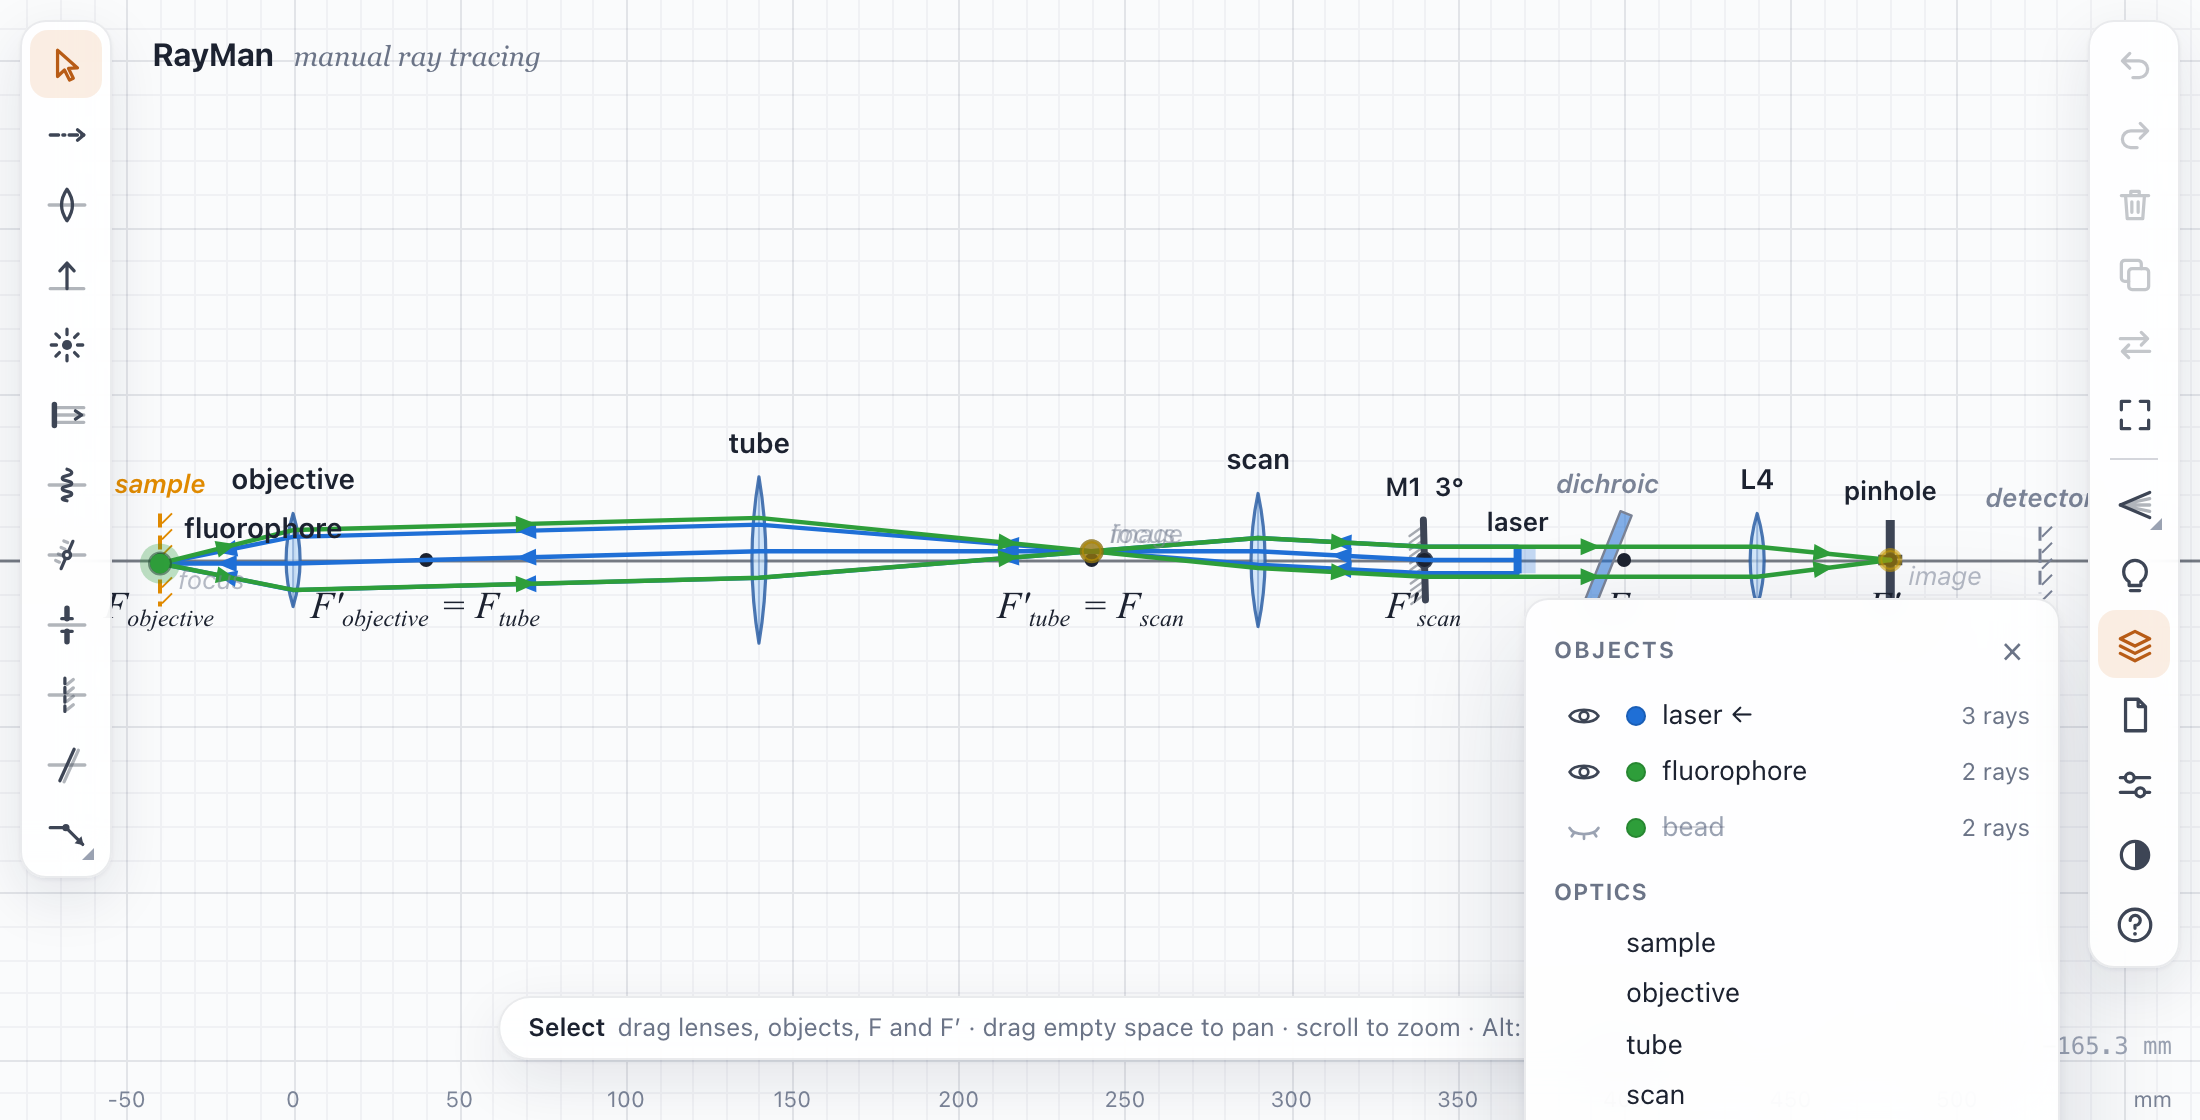 RayMan manual ray tracing
tube
scan
sample
objective
M1 3°
dichroic
L4
pinhole
detector
fluorophore
laser
focus
image
F objective
F′objective = Ftube
F′tube = Fscan
F′scan
OBJECTS
laser ← 3 rays
fluorophore 2 rays
bead 2 rays
OPTICS
sample
objective
tube
scan
Select drag lenses, objects, F and F′ · drag empty space to pan · scroll to zoom · Alt:
165.3 mm
-50 0 50 100 150 200 250 300 350 mm